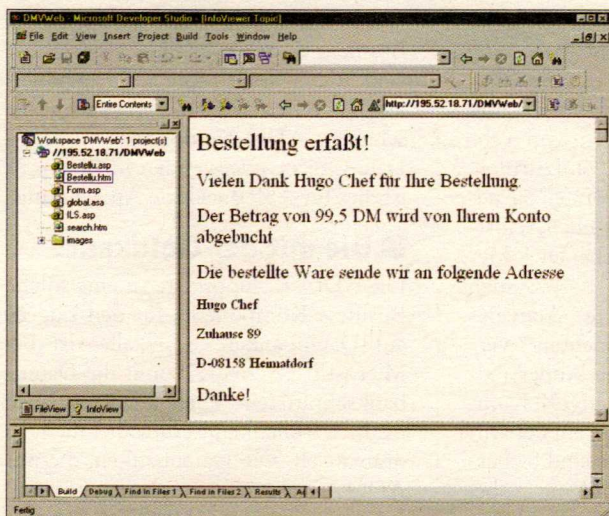 DMVWeb - Microsoft Developer Studio - [InfoViewer Topic]
File Edit View Insert Project Build Tools Window Help
Entire Contents
http://195.52.18.71/DMVWeb/
Workspace 'DMVWeb': 1 project(s)
//195.52.18.71/DMVWeb
Bestellu.asp
Bestellu.htm
Form.asp
global.asa
ILS.asp
search.htm
images
FileView InfoView
Bestellung erfaßt!
Vielen Dank Hugo Chef für Ihre Bestellung.
Der Betrag von 99,5 DM wird von Ihrem Konto
abgebucht
Die bestellte Ware sende wir an folgende Adresse
Hugo Chef
Zuhause 89
D-08158 Heimatdorf
Danke!
Build Debug Find in Files 1 Find in Files 2 Results
Fertig